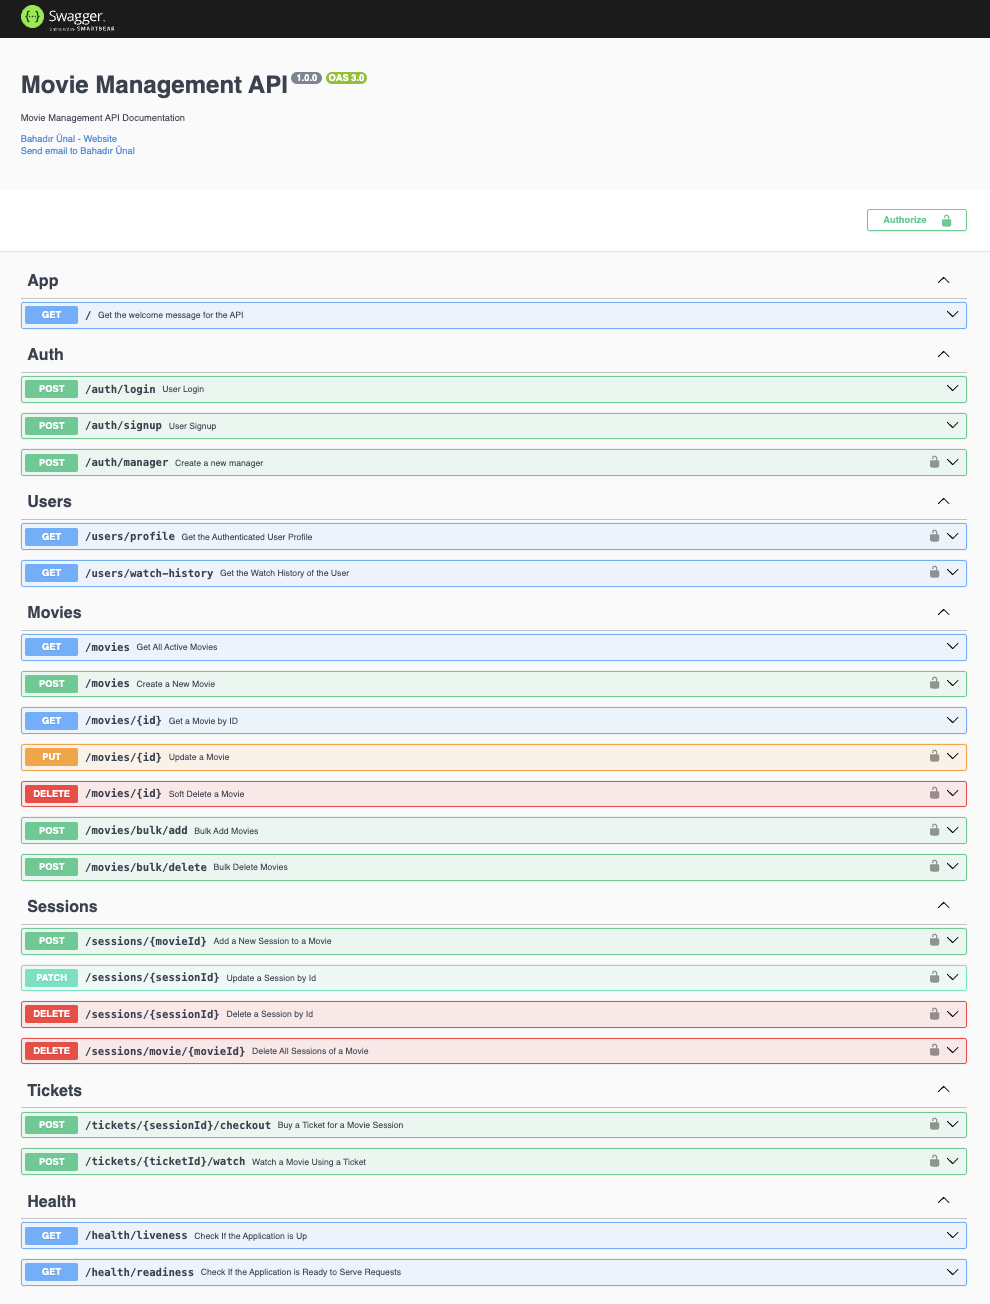 Swagger.
SMARTBEAR
Movie Management API 1.0.0 OAS 3.0
Movie Management API Documentation
Bahadır Ünal - Website
Send email to Bahadır Ünal
Authorize
App
GET / Get the welcome message for the API
Auth
POST /auth/login User Login
POST /auth/signup User Signup
POST /auth/manager Create a new manager
Users
GET /users/profile Get the Authenticated User Profile
GET /users/watch-history Get the Watch History of the User
Movies
GET /movies Get All Active Movies
POST /movies Create a New Movie
GET /movies/{id} Get a Movie by ID
PUT /movies/{id} Update a Movie
DELETE /movies/{id} Soft Delete a Movie
POST /movies/bulk/add Bulk Add Movies
POST /movies/bulk/delete Bulk Delete Movies
Sessions
POST /sessions/{movieId} Add a New Session to a Movie
PATCH /sessions/{sessionId} Update a Session by Id
DELETE /sessions/{sessionId} Delete a Session by Id
DELETE /sessions/movie/{movieId} Delete All Sessions of a Movie
Tickets
POST /tickets/{sessionId}/checkout Buy a Ticket for a Movie Session
POST /tickets/{ticketId}/watch Watch a Movie Using a Ticket
Health
GET /health/liveness Check If the Application is Up
GET /health/readiness Check If the Application is Ready to Serve Requests